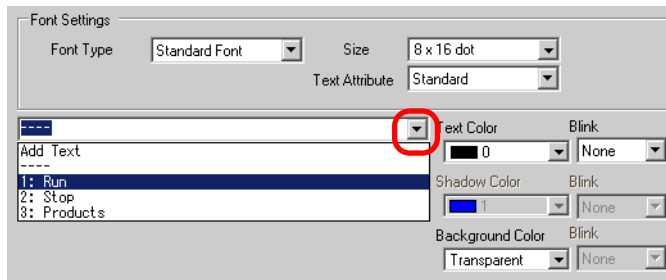 Font Settings
Font Type Standard Font Size 8 x 16 dot
Text Attribute Standard
---- Text Color Blink
Add Text 0 None
----
1: Run Shadow Color Blink
2: Stop 1 None
3: Products
Background Color Blink
Transparent None